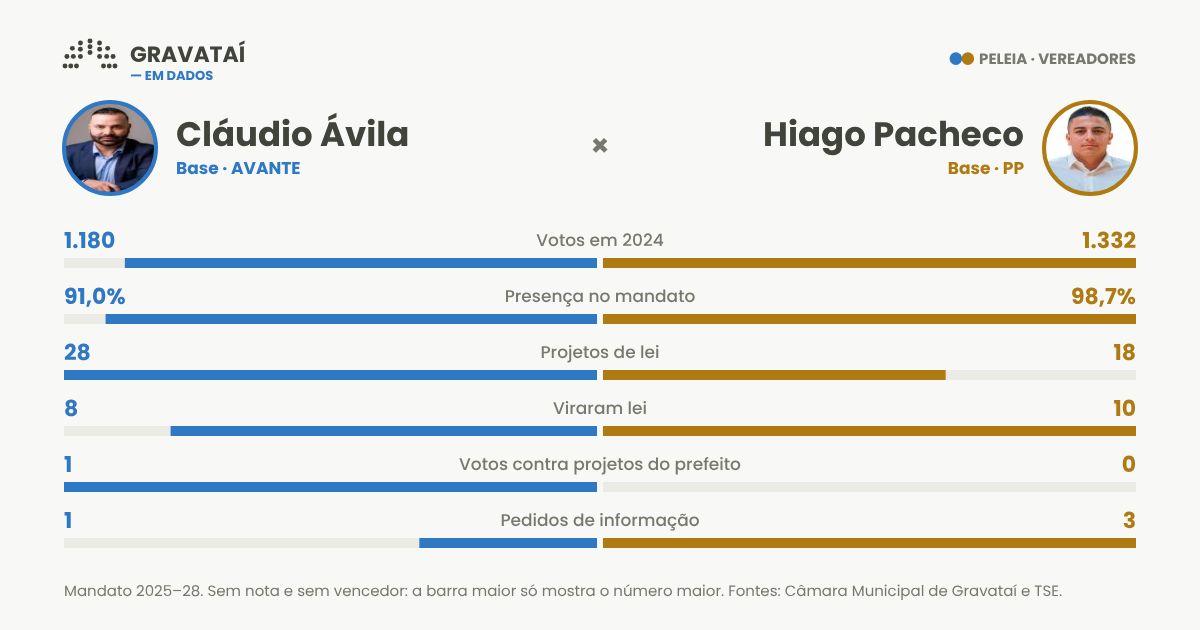 GRAVATAÍ
— EM DADOS
PELEIA · VEREADORES
Cláudio Ávila
Base · AVANTE
×
Hiago Pacheco
Base · PP
1.180 Votos em 2024 1.332
91,0% Presença no mandato 98,7%
28 Projetos de lei 18
8 Viraram lei 10
1 Votos contra projetos do prefeito 0
1 Pedidos de informação 3
Mandato 2025–28. Sem nota e sem vencedor: a barra maior só mostra o número maior. Fontes: Câmara Municipal de Gravataí e TSE.